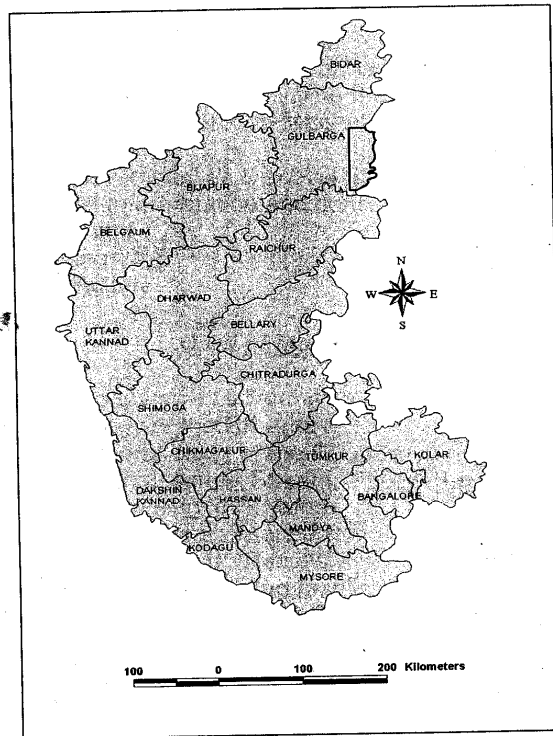 BIDAR
GULBARGA
BIJAPUR
BELGAUM
RAICHUR
N
W E
S
DHARWAD
BELLARY
UTTAR
KANNAD
CHITRADURGA
SHIMOGA
CHIKMAGALUR
TUMKUR
KOLAR
DAKSHIN
KANNAD
HASSAN
BANGALORE
MANDYA
KODAGU
MYSORE
100 0 100 200 Kilometers